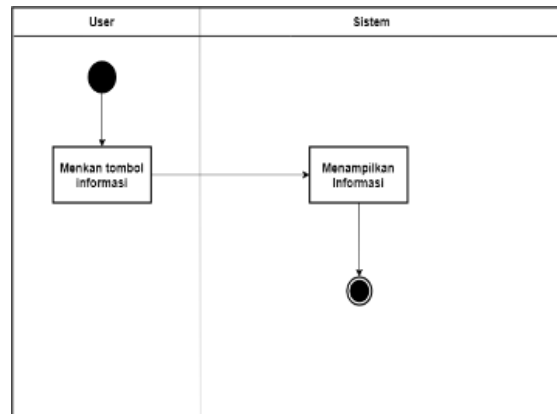 User
Sistem
Menkan tombol
informasi
Menampilkan
Informasi